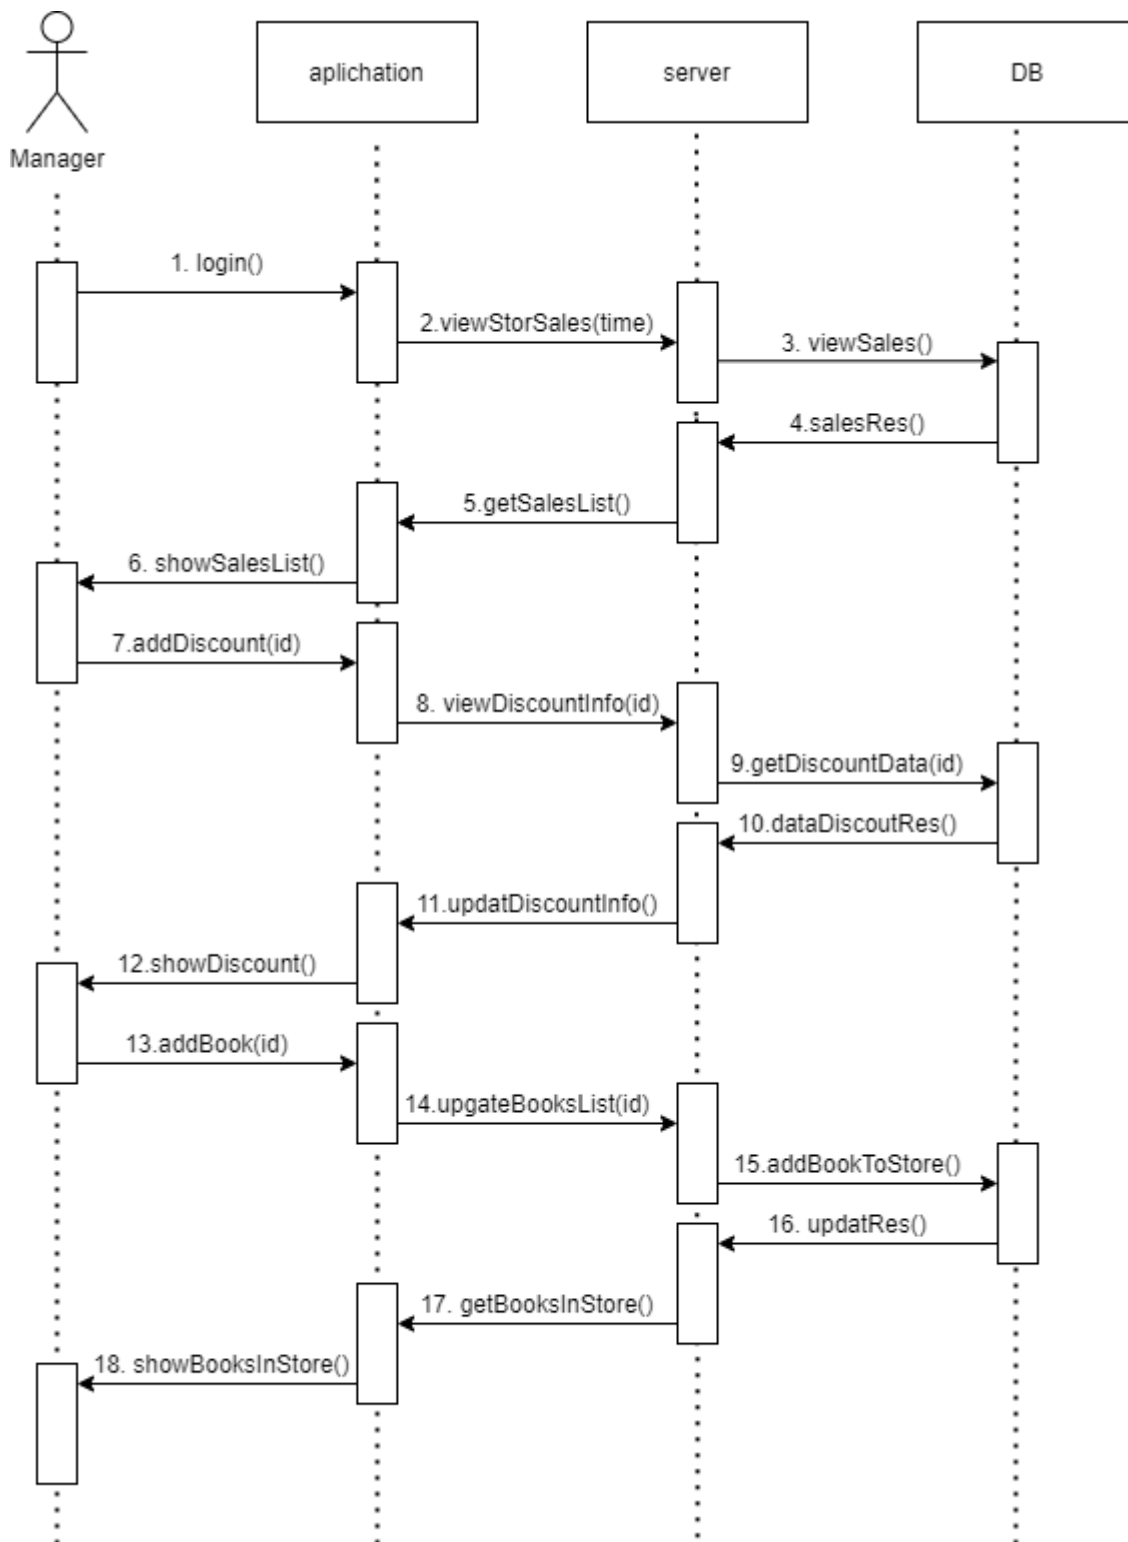 aplichation
server
DB
Manager
1. login()
2.viewStorSales(time)
3. viewSales()
4.salesRes()
5.getSalesList()
6. showSalesList()
7.addDiscount(id)
8. viewDiscountInfo(id)
9.getDiscountData(id)
10.dataDiscoutRes()
11.updatDiscountInfo()
12.showDiscount()
13.addBook(id)
14.upgateBooksList(id)
15.addBookToStore()
16. updatRes()
17. getBooksInStore()
18. showBooksInStore()